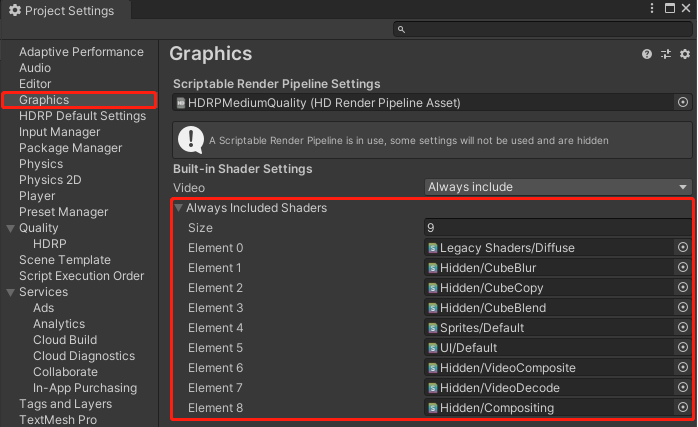 Project Settings
Adaptive Performance
Audio
Editor
Graphics
HDRP Default Settings
Input Manager
Package Manager
Physics
Physics 2D
Player
Preset Manager
Quality
HDRP
Scene Template
Script Execution Order
Services
Ads
Analytics
Cloud Build
Cloud Diagnostics
Collaborate
In-App Purchasing
Tags and Layers
TextMesh Pro
Graphics
Scriptable Render Pipeline Settings
HDRPMediumQuality (HD Render Pipeline Asset)
A Scriptable Render Pipeline is in use, some settings will not be used and are hidden
Built-in Shader Settings
Video Always include
Always Included Shaders
Size 9
Element 0 Legacy Shaders/Diffuse
Element 1 Hidden/CubeBlur
Element 2 Hidden/CubeCopy
Element 3 Hidden/CubeBlend
Element 4 Sprites/Default
Element 5 UI/Default
Element 6 Hidden/VideoComposite
Element 7 Hidden/VideoDecode
Element 8 Hidden/Compositing